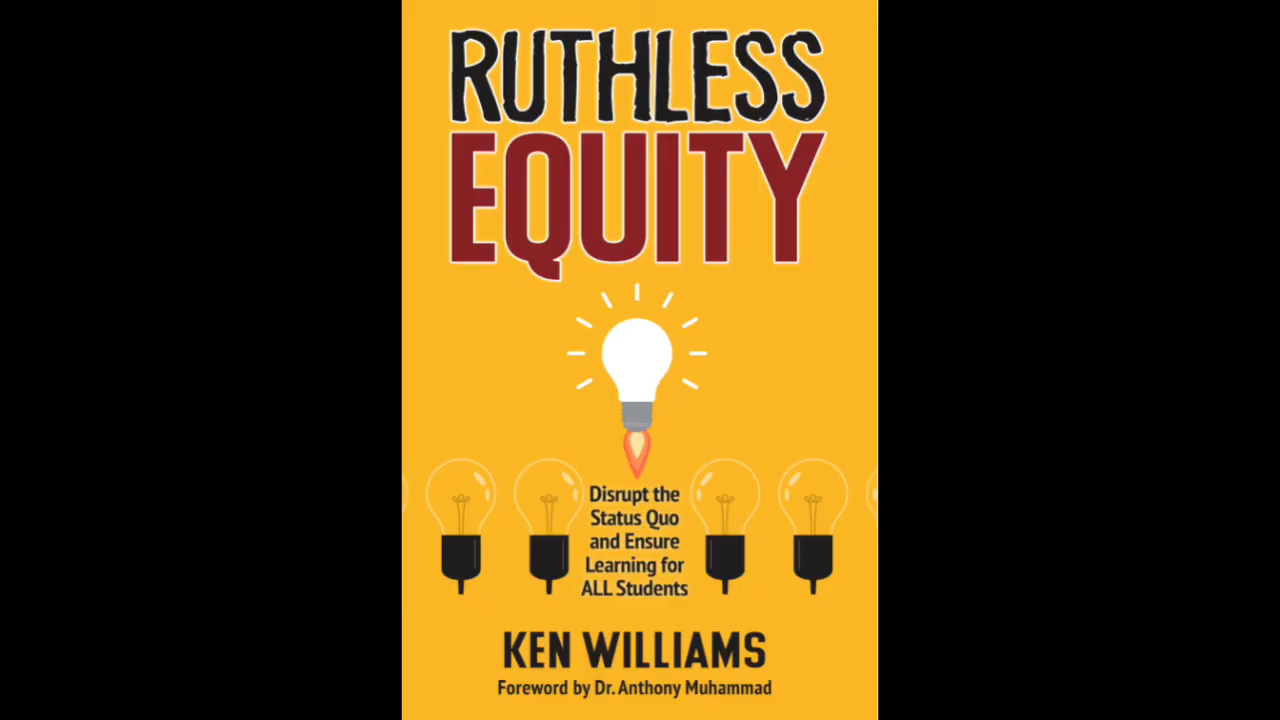 RUTHLESS
EQUITY
Disrupt the
Status Quo
and Ensure
Learning for
ALL Students
KEN WILLIAMS
Foreword by Dr. Anthony Muhammad